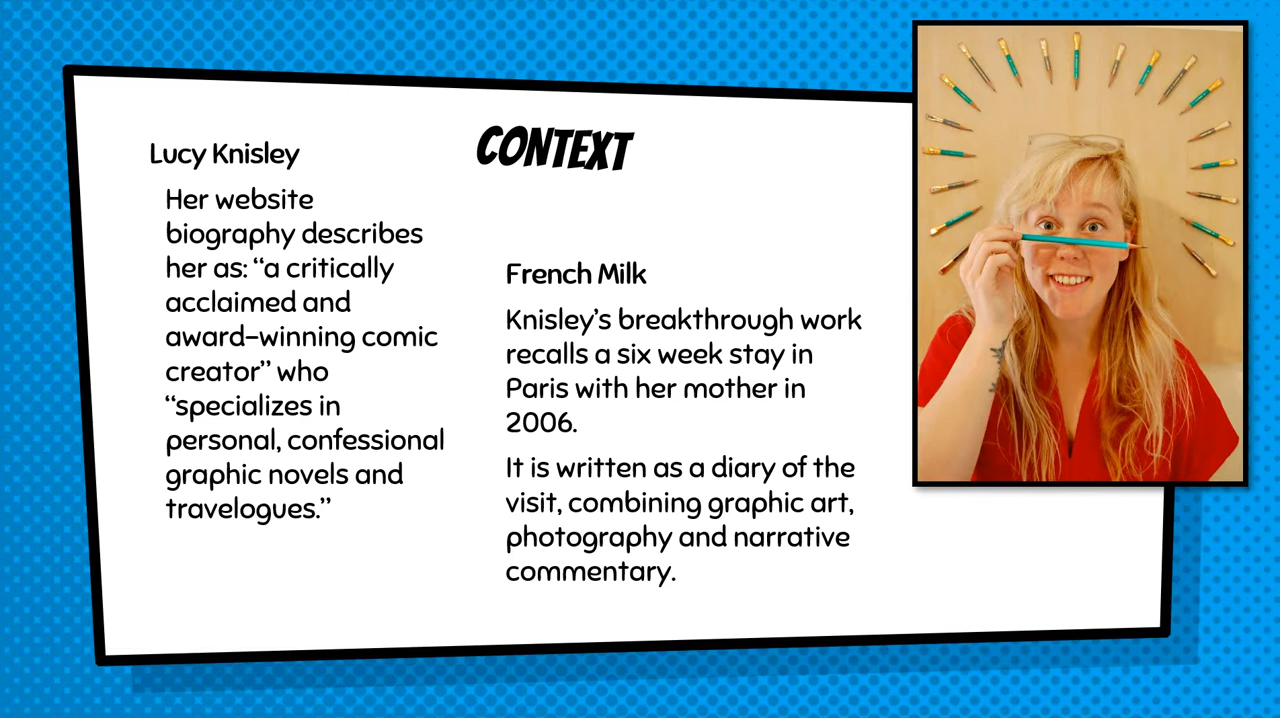 CONTEXT
Lucy Knisley
Her website
biography describes
her as: “a critically
acclaimed and
award-winning comic
creator” who
“specializes in
personal, confessional
graphic novels and
travelogues.”
French Milk
Knisley’s breakthrough work
recalls a six week stay in
Paris with her mother in
2006.
It is written as a diary of the
visit, combining graphic art,
photography and narrative
commentary.